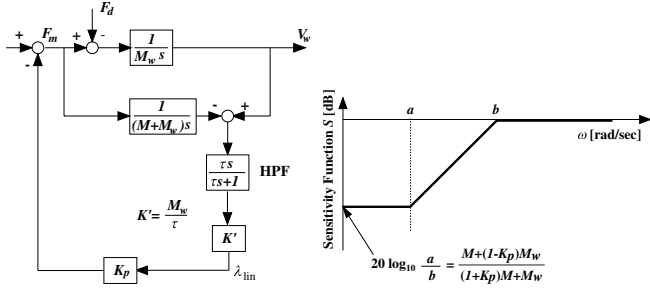 F_d
+ F_m + - 1 V_w
- M_w s
1 - +
(M+M_w)s
τs HPF
τs+1
K'= M_w
τ
K'
K_p λ_lin
Sensitivity Function S [dB]
a b
ω [rad/sec]
20 log_10 a = M+(1-K_p)M_w
b (1+K_p)M+M_w